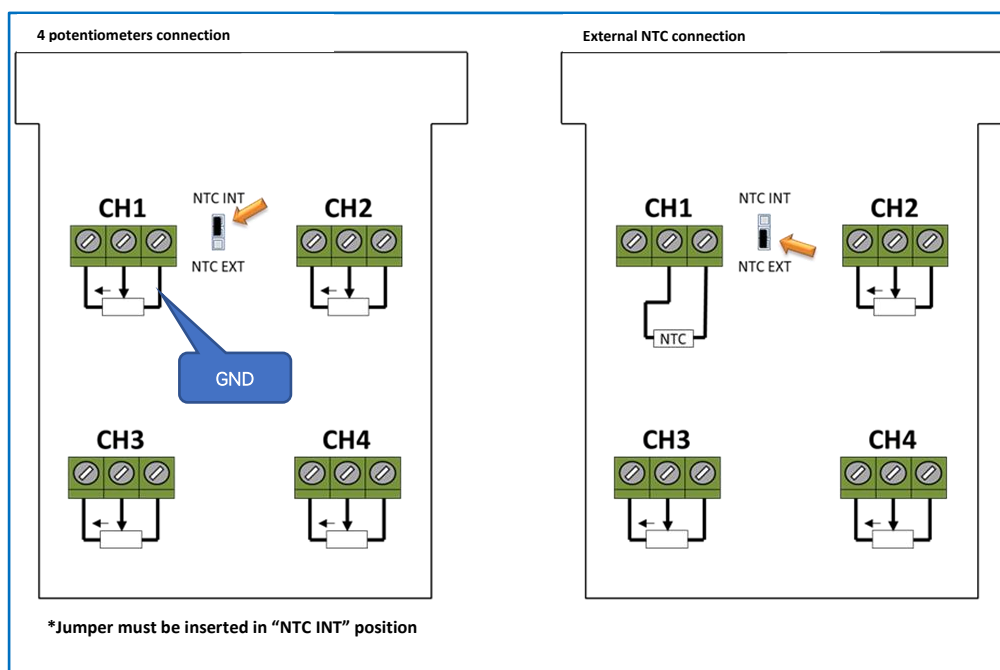 4 potentiometers connection
NTC INT
CH1
CH2
NTC EXT
GND
CH3
CH4
*Jumper must be inserted in “NTC INT” position
External NTC connection
NTC INT
CH1
CH2
NTC EXT
NTC
CH3
CH4